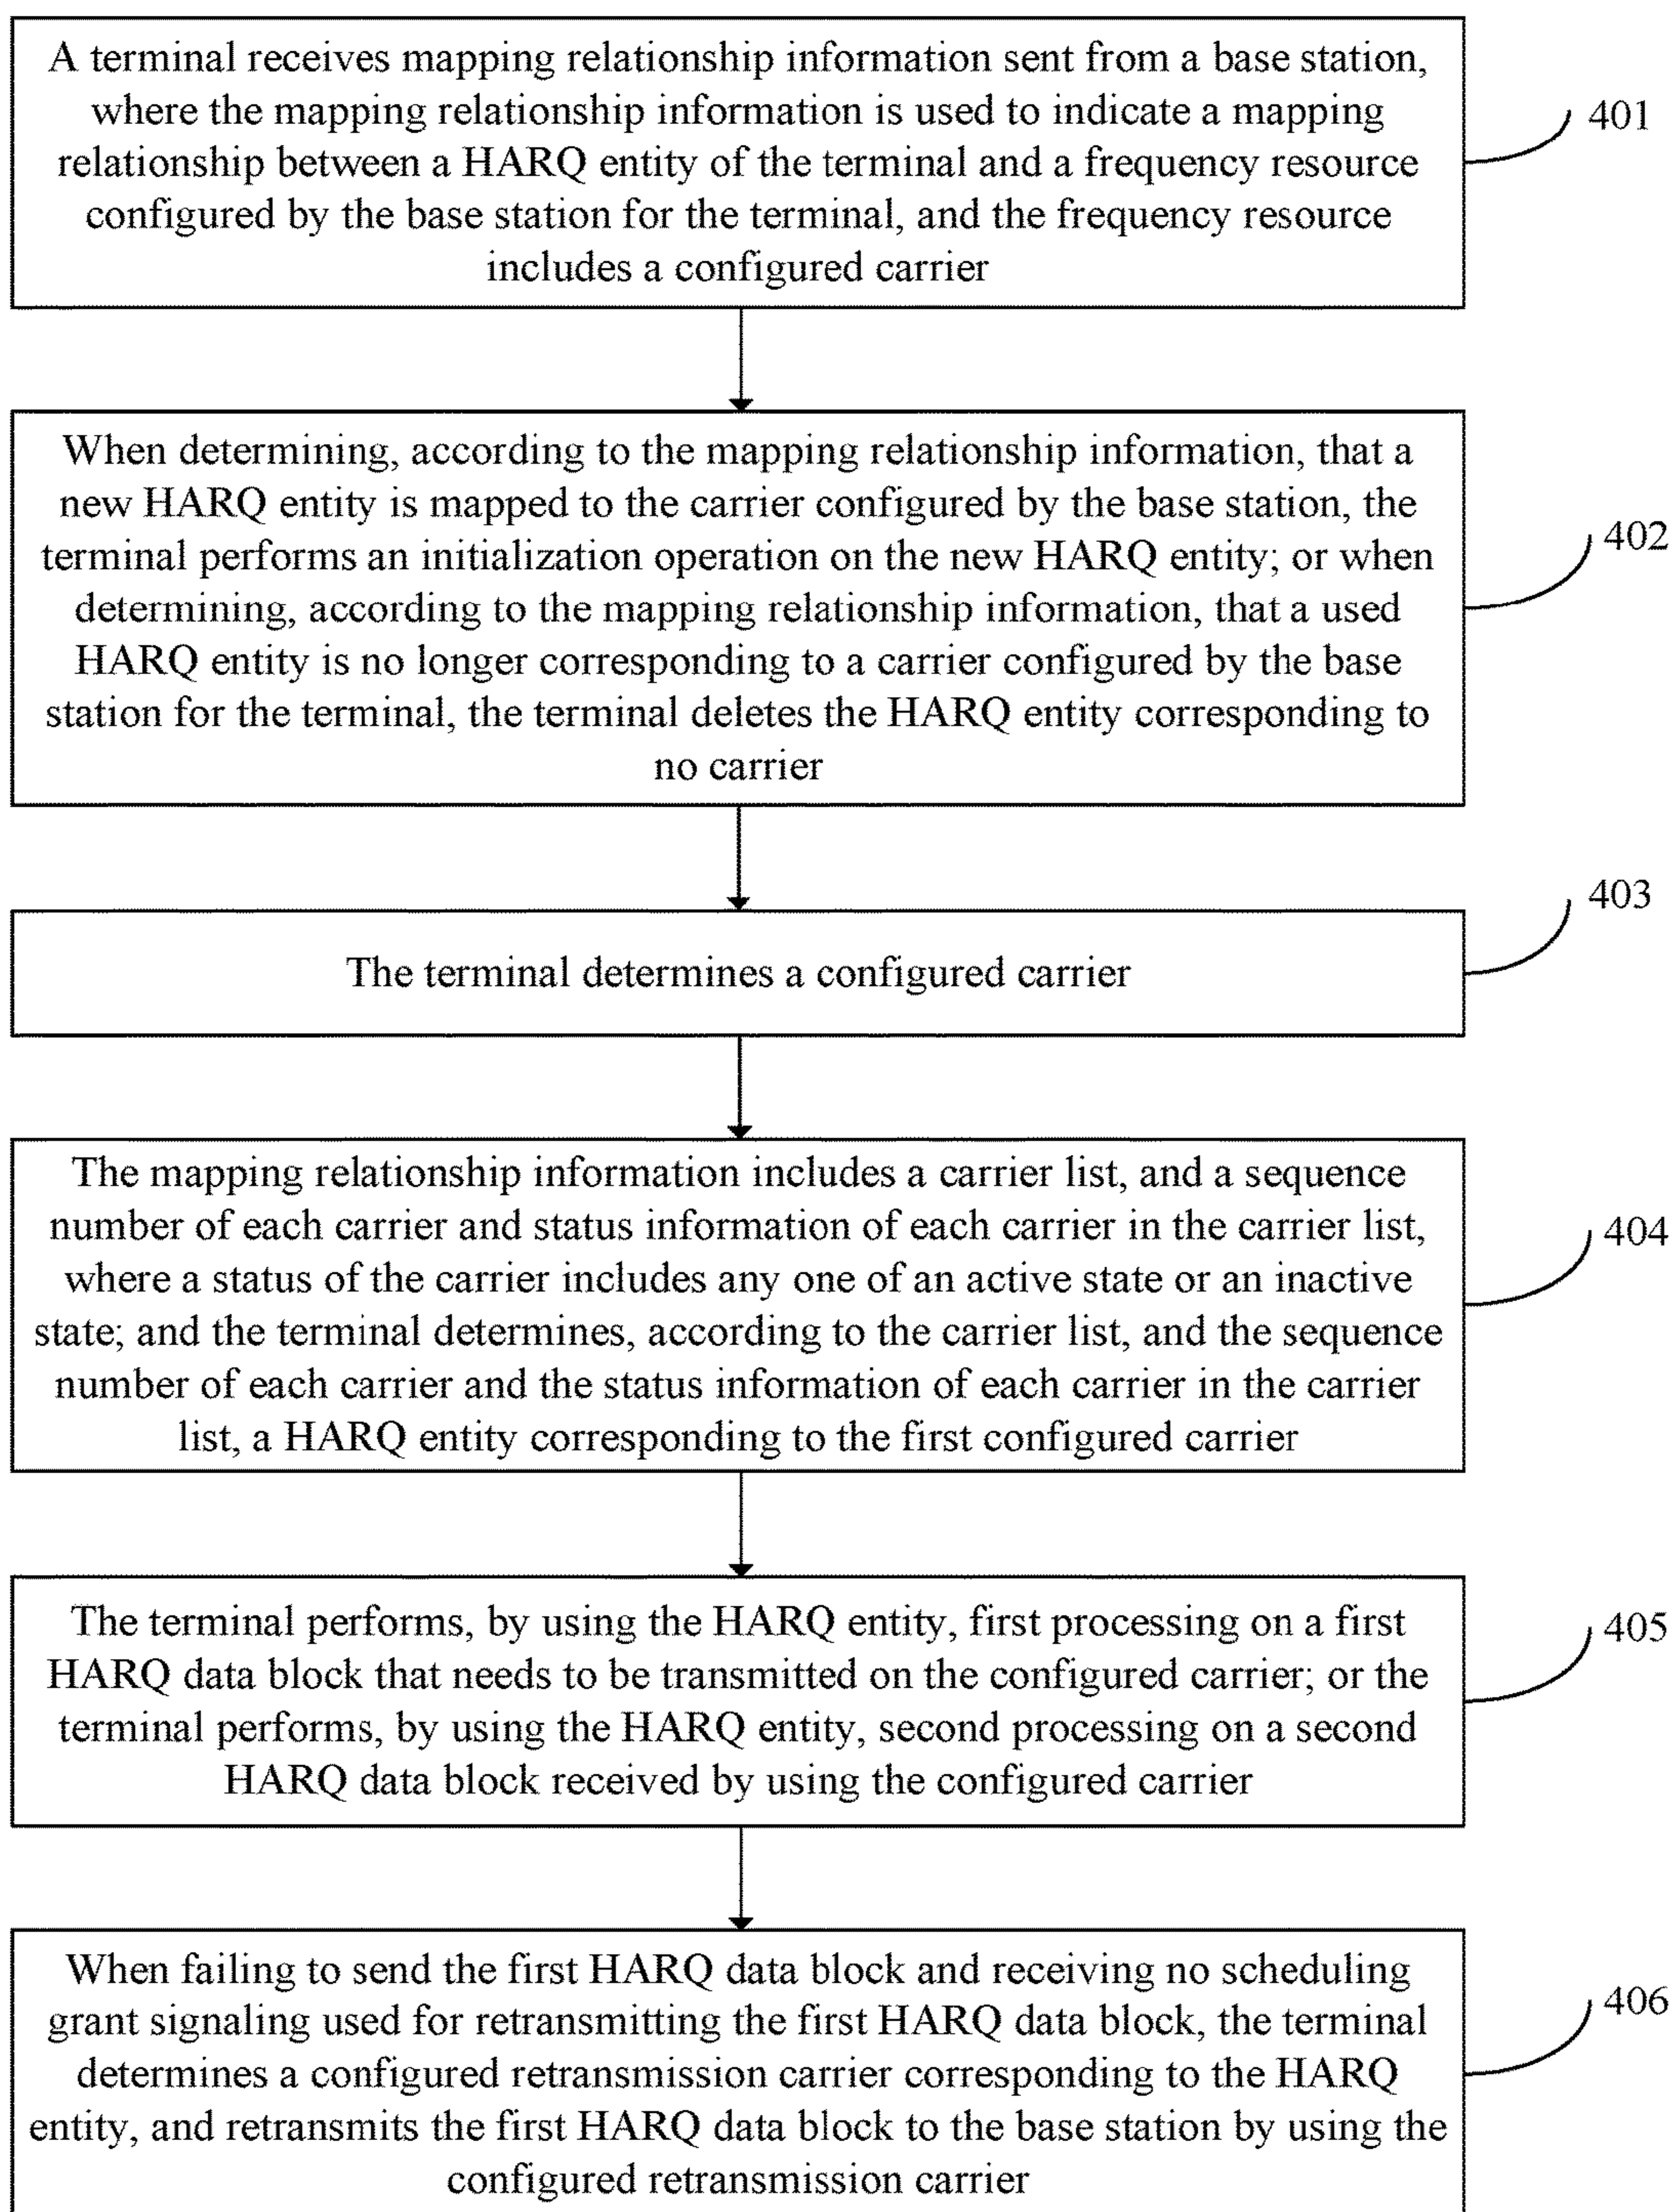 A terminal receives mapping relationship information sent from a base station,
where the mapping relationship information is used to indicate a mapping
relationship between a HARQ entity of the terminal and a frequency resource
configured by the base station for the terminal, and the frequency resource
includes a configured carrier
401
When determining, according to the mapping relationship information, that a
new HARQ entity is mapped to the carrier configured by the base station, the
terminal performs an initialization operation on the new HARQ entity; or when
determining, according to the mapping relationship information, that a used
HARQ entity is no longer corresponding to a carrier configured by the base
station for the terminal, the terminal deletes the HARQ entity corresponding to
no carrier
402
The terminal determines a configured carrier
403
The mapping relationship information includes a carrier list, and a sequence
number of each carrier and status information of each carrier in the carrier list,
where a status of the carrier includes any one of an active state or an inactive
state; and the terminal determines, according to the carrier list, and the sequence
number of each carrier and the status information of each carrier in the carrier
list, a HARQ entity corresponding to the first configured carrier
404
The terminal performs, by using the HARQ entity, first processing on a first
HARQ data block that needs to be transmitted on the configured carrier; or the
terminal performs, by using the HARQ entity, second processing on a second
HARQ data block received by using the configured carrier
405
When failing to send the first HARQ data block and receiving no scheduling
grant signaling used for retransmitting the first HARQ data block, the terminal
determines a configured retransmission carrier corresponding to the HARQ
entity, and retransmits the first HARQ data block to the base station by using the
configured retransmission carrier
406